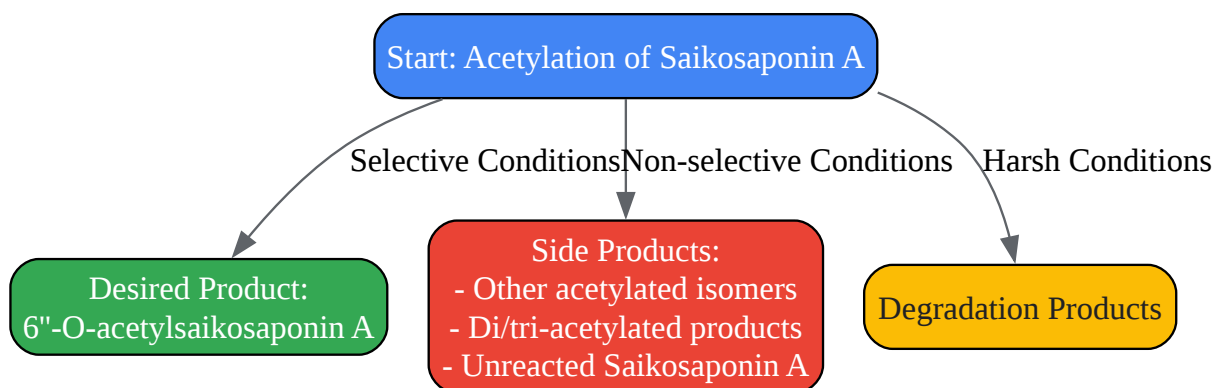 Start: Acetylation of Saikosaponin A
Selective Conditions
Non-selective Conditions
Harsh Conditions
Desired Product:
6"-O-acetylsaikosaponin A
Side Products:
- Other acetylated isomers
- Di/tri-acetylated products
- Unreacted Saikosaponin A
Degradation Products